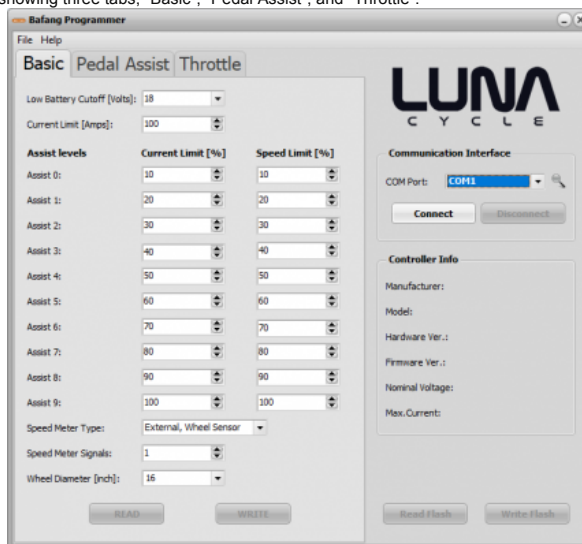 showing three tabs, "Basic", "Pedal Assist", and "Throttle".
Bafang Programmer
File Help
Basic Pedal Assist Throttle
Low Battery Cutoff [Volts]: 18
Current Limit [Amps]: 100
Assist levels Current Limit [%] Speed Limit [%]
Assist 0: 10 10
Assist 1: 20 20
Assist 2: 30 30
Assist 3: 40 40
Assist 4: 50 50
Assist 5: 60 60
Assist 6: 70 70
Assist 7: 80 80
Assist 8: 90 90
Assist 9: 100 100
Speed Meter Type: External, Wheel Sensor
Speed Meter Signals: 1
Wheel Diameter [inch]: 16
READ WRITE
LUNA
CYCLE
Communication Interface
COM Port: COM1
Connect Disconnect
Controller Info
Manufacturer:
Model:
Hardware Ver.:
Firmware Ver.:
Nominal Voltage:
Max.Current:
Read Flash Write Flash